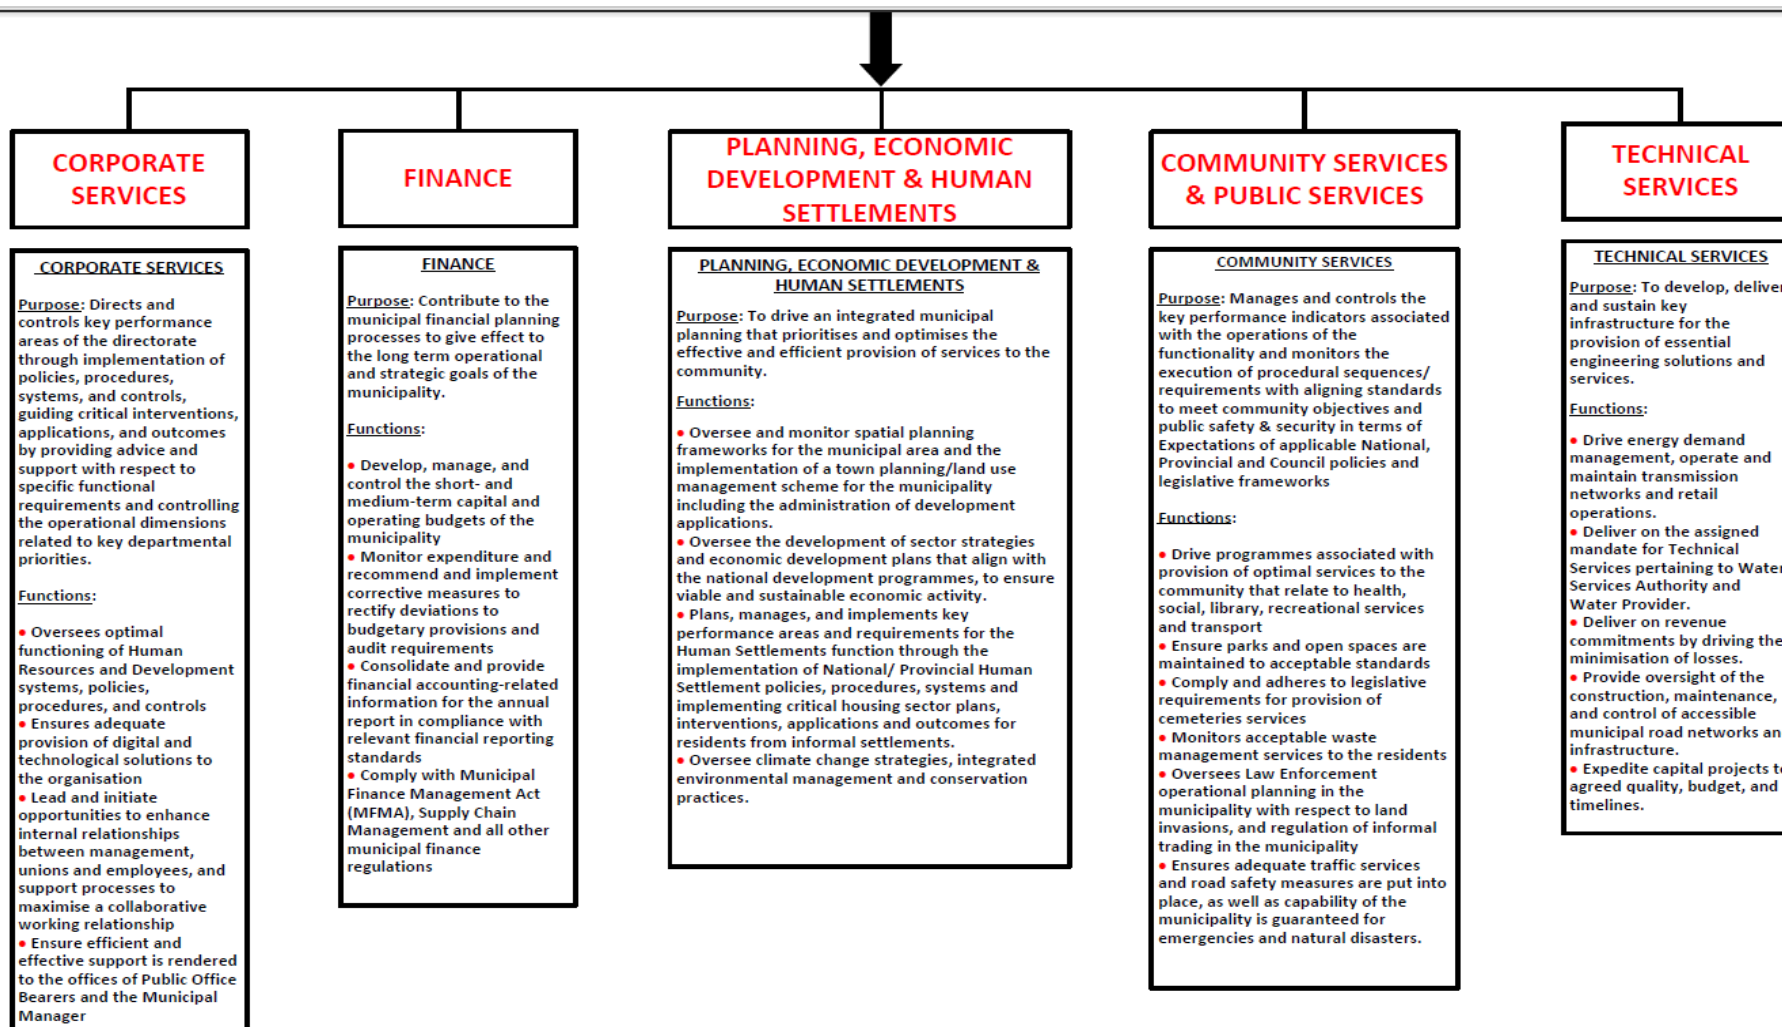 CORPORATE
SERVICES
FINANCE
PLANNING, ECONOMIC
DEVELOPMENT & HUMAN
SETTLEMENTS
COMMUNITY SERVICES
& PUBLIC SERVICES
TECHNICAL
SERVICES
CORPORATE SERVICES
Purpose: Directs and
controls key performance
areas of the directorate
through implementation of
policies, procedures,
systems, and controls,
guiding critical interventions,
applications, and outcomes
by providing advice and
support with respect to
specific functional
requirements and controlling
the operational dimensions
related to key departmental
priorities.
Functions:
• Oversees optimal
functioning of Human
Resources and Development
systems, policies,
procedures, and controls
• Ensures adequate
provision of digital and
technological solutions to
the organisation
• Lead and initiate
opportunities to enhance
internal relationships
between management,
unions and employees, and
support processes to
maximise a collaborative
working relationship
• Ensure efficient and
effective support is rendered
to the offices of Public Office
Bearers and the Municipal
Manager
FINANCE
Purpose: Contribute to the
municipal financial planning
processes to give effect to
the long term operational
and strategic goals of the
municipality.
Functions:
• Develop, manage, and
control the short- and
medium-term capital and
operating budgets of the
municipality
• Monitor expenditure and
recommend and implement
corrective measures to
rectify deviations to
budgetary provisions and
audit requirements
• Consolidate and provide
financial accounting-related
information for the annual
report in compliance with
relevant financial reporting
standards
• Comply with Municipal
Finance Management Act
(MFMA), Supply Chain
Management and all other
municipal finance
regulations
PLANNING, ECONOMIC DEVELOPMENT &
HUMAN SETTLEMENTS
Purpose: To drive an integrated municipal
planning that prioritises and optimises the
effective and efficient provision of services to the
community.
Functions:
• Oversee and monitor spatial planning
frameworks for the municipal area and the
implementation of a town planning/land use
management scheme for the municipality
including the administration of development
applications.
• Oversee the development of sector strategies
and economic development plans that align with
the national development programmes, to ensure
viable and sustainable economic activity.
• Plans, manages, and implements key
performance areas and requirements for the
Human Settlements function through the
implementation of National/ Provincial Human
Settlement policies, procedures, systems and
implementing critical housing sector plans,
interventions, applications and outcomes for
residents from informal settlements.
• Oversee climate change strategies, integrated
environmental management and conservation
practices.
COMMUNITY SERVICES
Purpose: Manages and controls the
key performance indicators associated
with the operations of the
functionality and monitors the
execution of procedural sequences/
requirements with aligning standards
to meet community objectives and
public safety & security in terms of
Expectations of applicable National,
Provincial and Council policies and
legislative frameworks
Functions:
• Drive programmes associated with
provision of optimal services to the
community that relate to health,
social, library, recreational services
and transport
• Ensure parks and open spaces are
maintained to acceptable standards
• Comply and adheres to legislative
requirements for provision of
cemeteries services
• Monitors acceptable waste
management services to the residents
• Oversees Law Enforcement
operational planning in the
municipality with respect to land
invasions, and regulation of informal
trading in the municipality
• Ensures adequate traffic services
and road safety measures are put into
place, as well as capability of the
municipality is guaranteed for
emergencies and natural disasters.
TECHNICAL SERVICES
Purpose: To develop, deliver
and sustain key
infrastructure for the
provision of essential
engineering solutions and
services.
Functions:
• Drive energy demand
management, operate and
maintain transmission
networks and retail
operations.
• Deliver on the assigned
mandate for Technical
Services pertaining to Water
Services Authority and
Water Provider.
• Deliver on revenue
commitments by driving the
minimisation of losses.
• Provide oversight of the
construction, maintenance,
and control of accessible
municipal road networks an
infrastructure.
• Expedite capital projects to
agreed quality, budget, and
timelines.